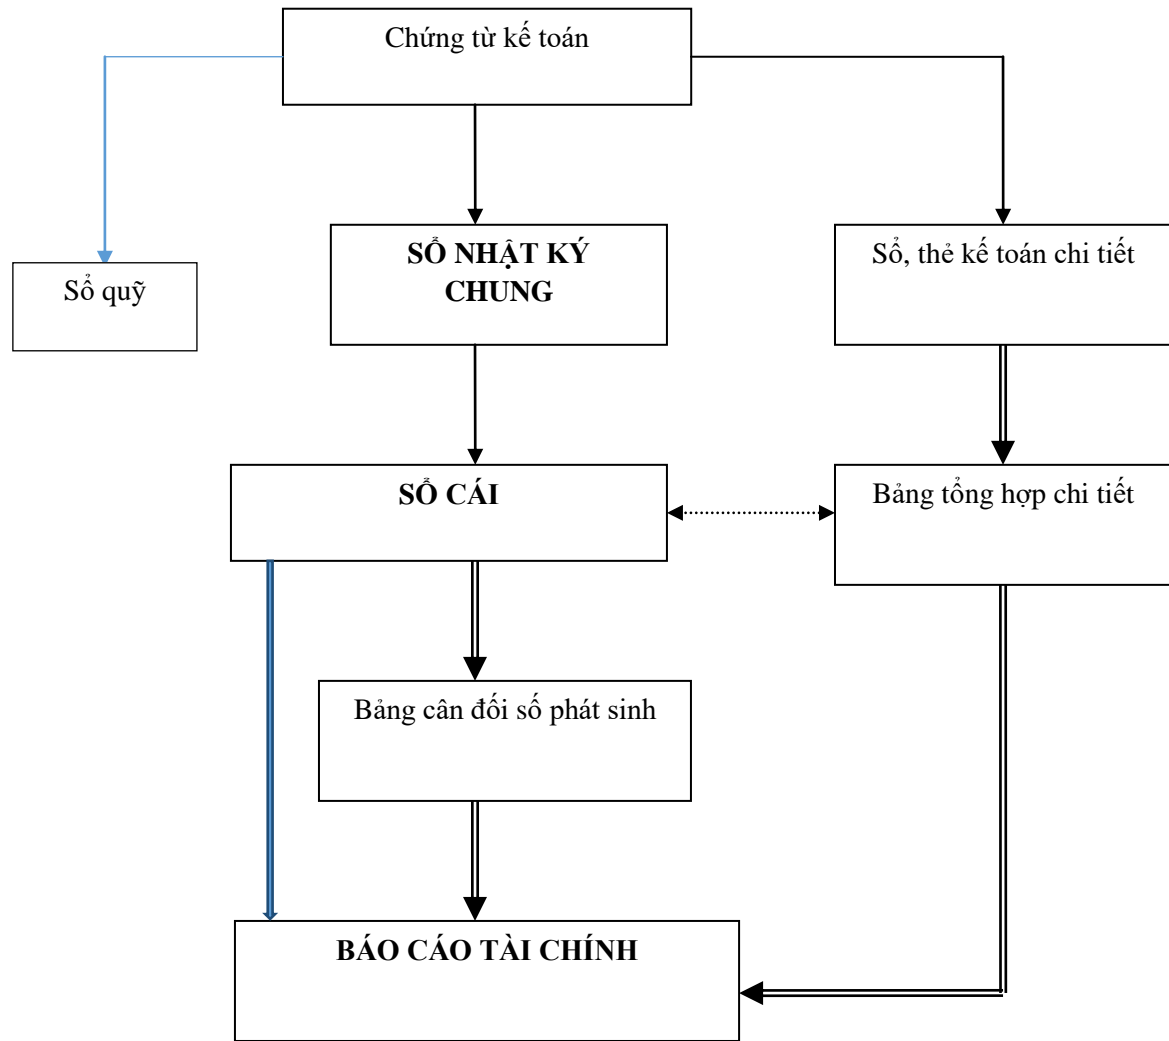 Chứng từ kế toán
SỔ NHẬT KÝ
CHUNG
Sổ, thẻ kế toán chi tiết
Sổ quỹ
SỔ CÁI
Bảng tổng hợp chi tiết
Bảng cân đối số phát sinh
BÁO CÁO TÀI CHÍNH